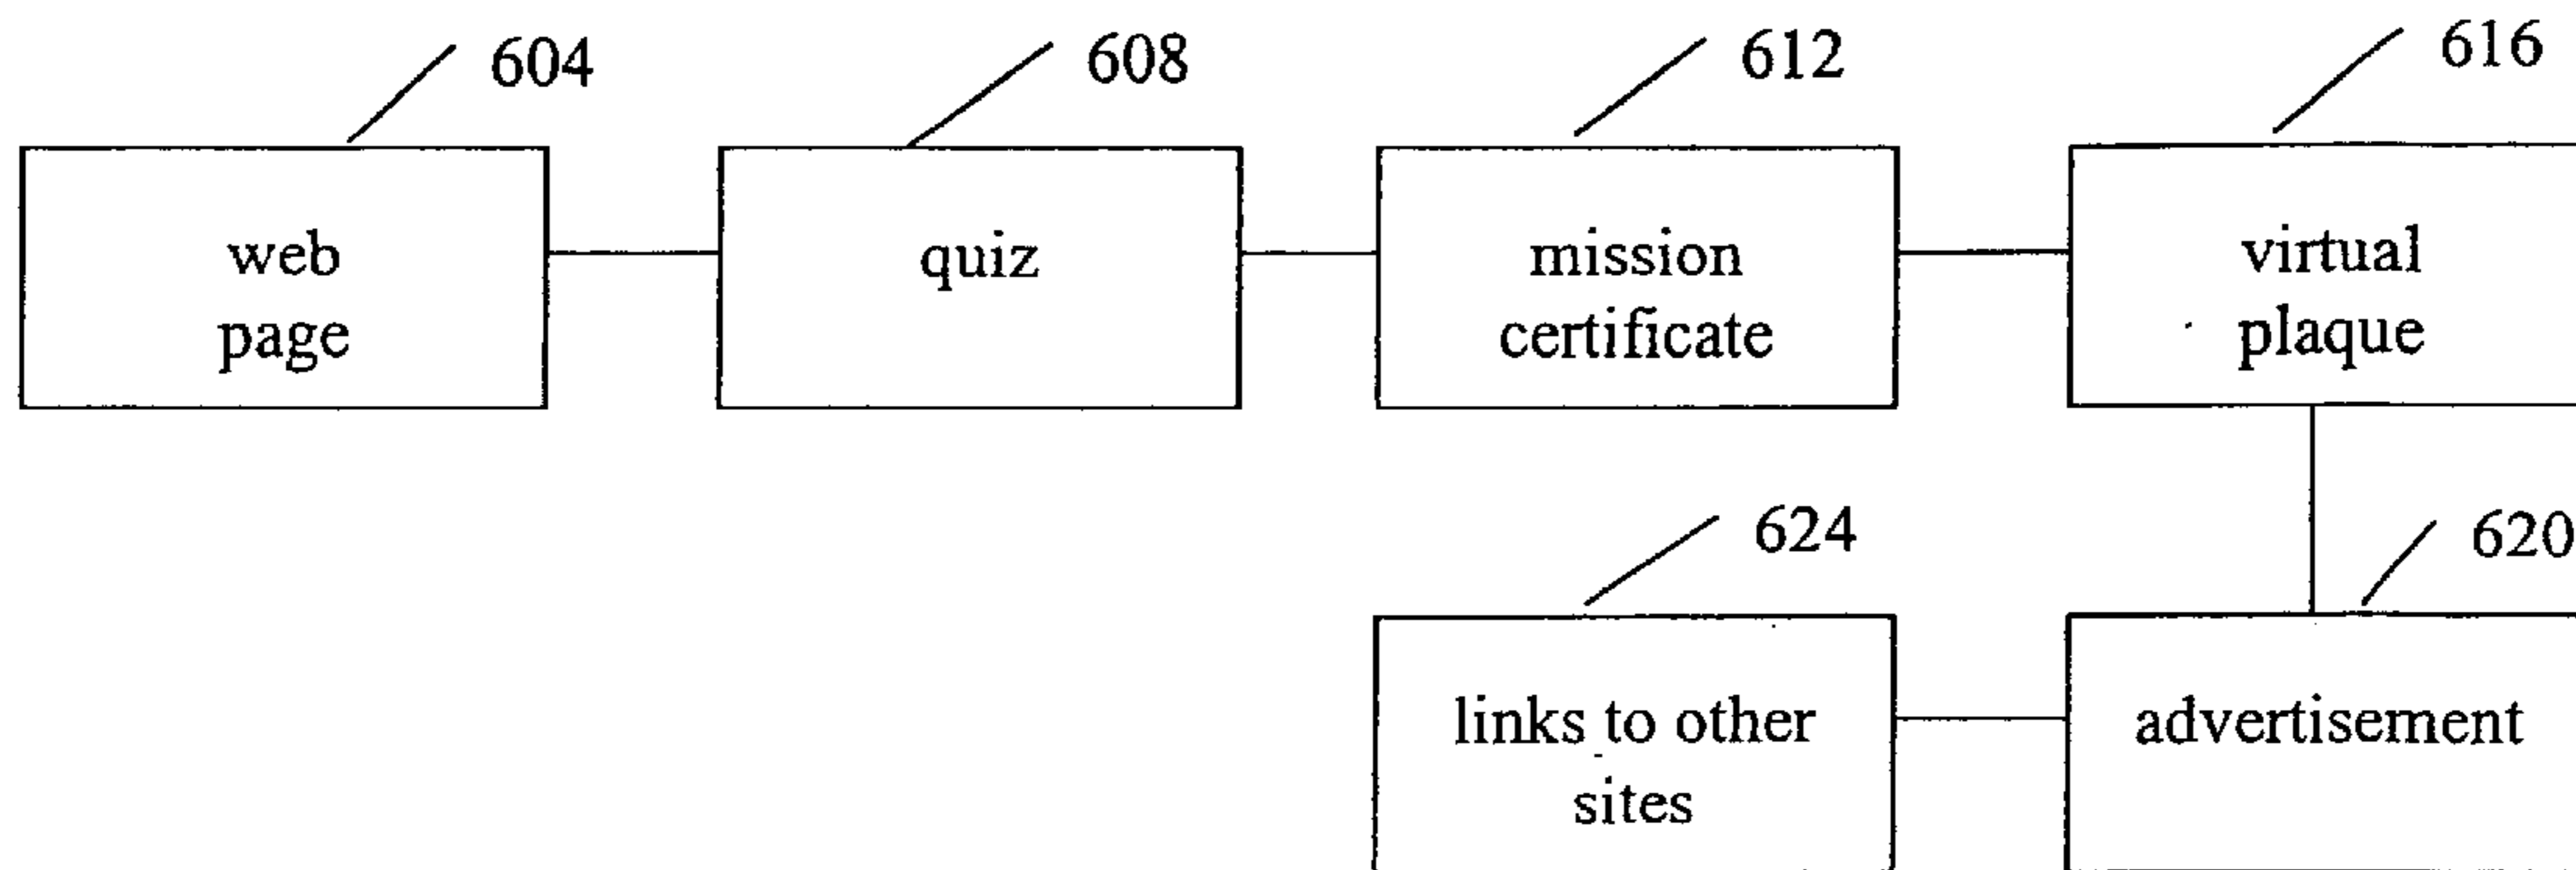 604
608
612
616
web
page
quiz
mission
certificate
virtual
plaque
624
620
links to other
sites
advertisement